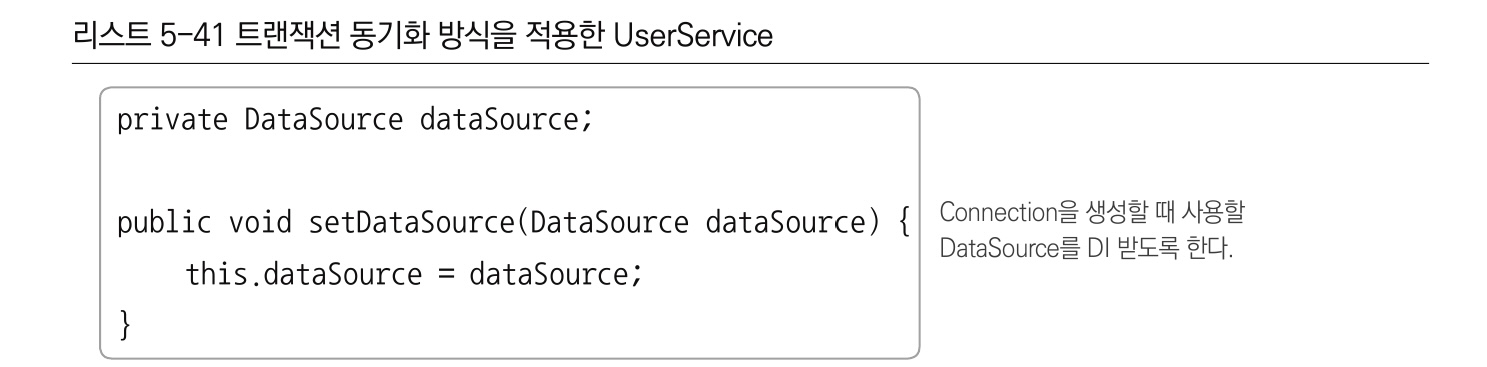 리스트 5-41 트랜잭션 동기화 방식을 적용한 UserService
private DataSource dataSource;
public void setDataSource(DataSource dataSource) {
this.dataSource = dataSource;
}
Connection을 생성할 때 사용할
DataSource를 DI 받도록 한다.